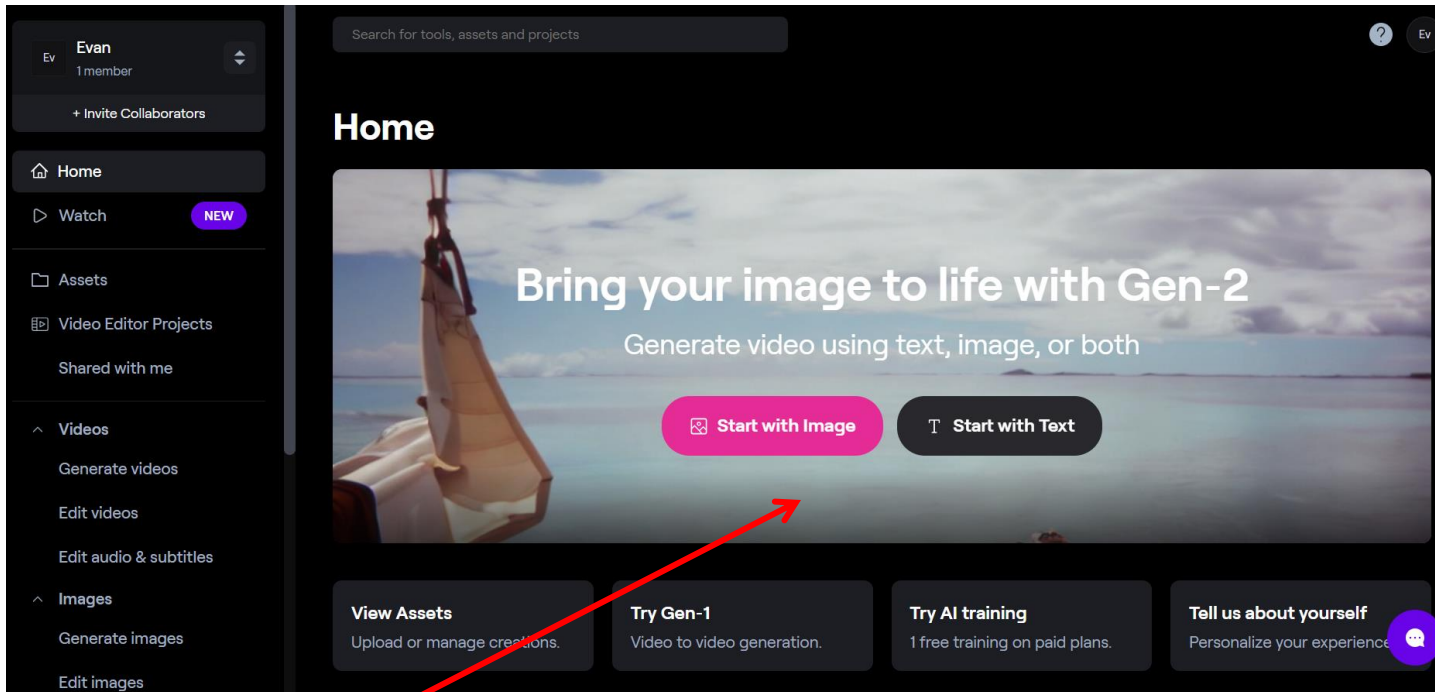 Ev
Evan
1 member
+ Invite Collaborators
Home
Watch
NEW
Assets
Video Editor Projects
Shared with me
Videos
Generate videos
Edit videos
Edit audio & subtitles
Images
Generate images
Edit images
Search for tools, assets and projects
?
Ev
Home
Bring your image to life with Gen-2
Generate video using text, image, or both
Start with Image
T Start with Text
View Assets
Upload or manage creations.
Try Gen-1
Video to video generation.
Try AI training
1 free training on paid plans.
Tell us about yourself
Personalize your experience